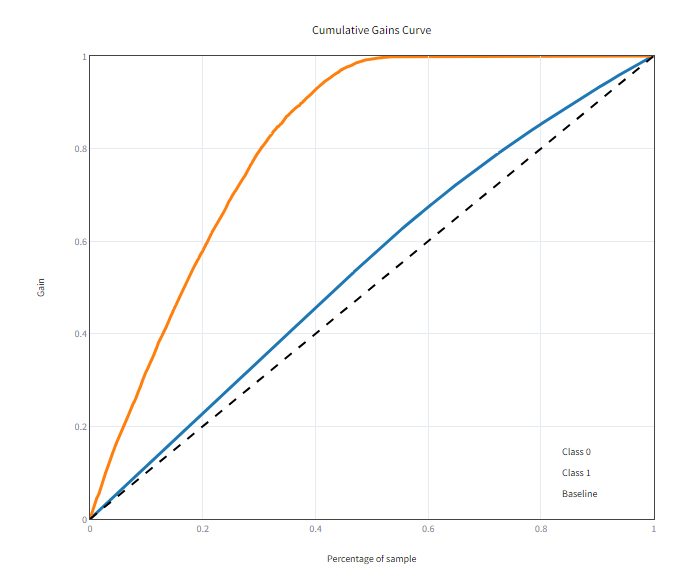 Cumulative Gains Curve
1
0.8
0.6
0.4
0.2
0
Gain
Class 0
Class 1
Baseline
0 0.2 0.4 0.6 0.8 1
Percentage of sample